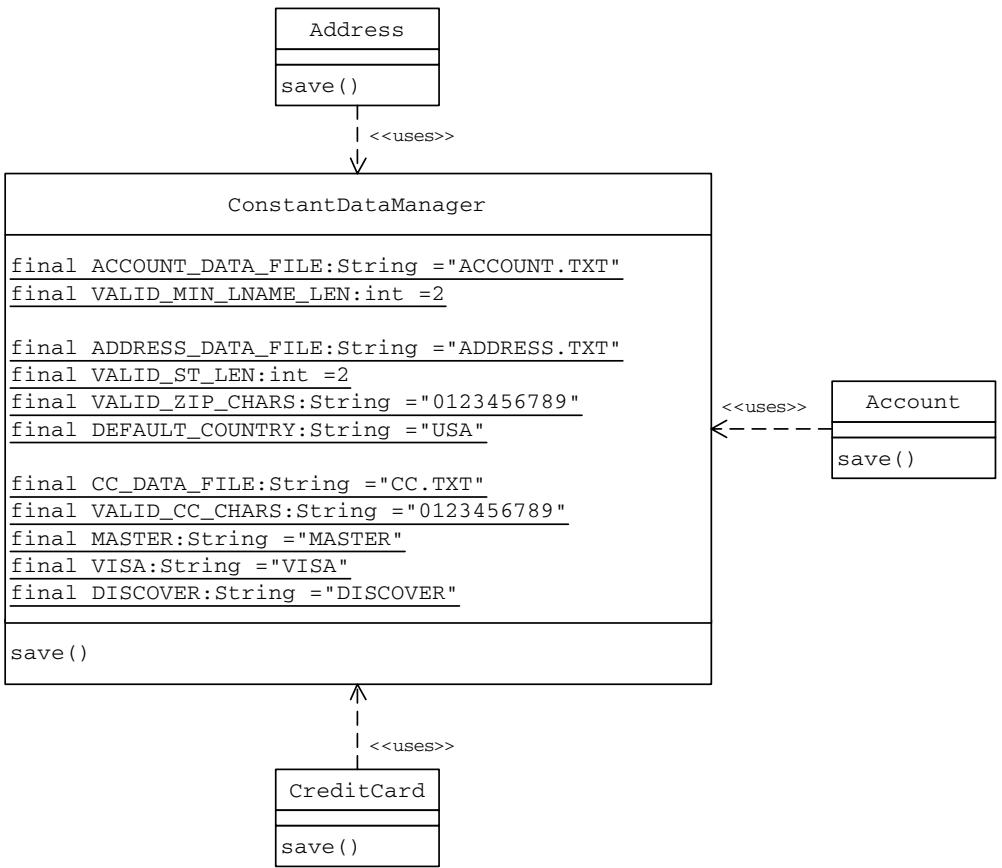 Address
save()
<<uses>>
ConstantDataManager
final ACCOUNT_DATA_FILE:String ="ACCOUNT.TXT"
final VALID_MIN_LNAME_LEN:int =2
final ADDRESS_DATA_FILE:String ="ADDRESS.TXT"
final VALID_ST_LEN:int =2
final VALID_ZIP_CHARS:String ="0123456789"
final DEFAULT_COUNTRY:String ="USA"
final CC_DATA_FILE:String ="CC.TXT"
final VALID_CC_CHARS:String ="0123456789"
final MASTER:String ="MASTER"
final VISA:String ="VISA"
final DISCOVER:String ="DISCOVER"
save()
<<uses>>
Account
save()
<<uses>>
CreditCard
save()